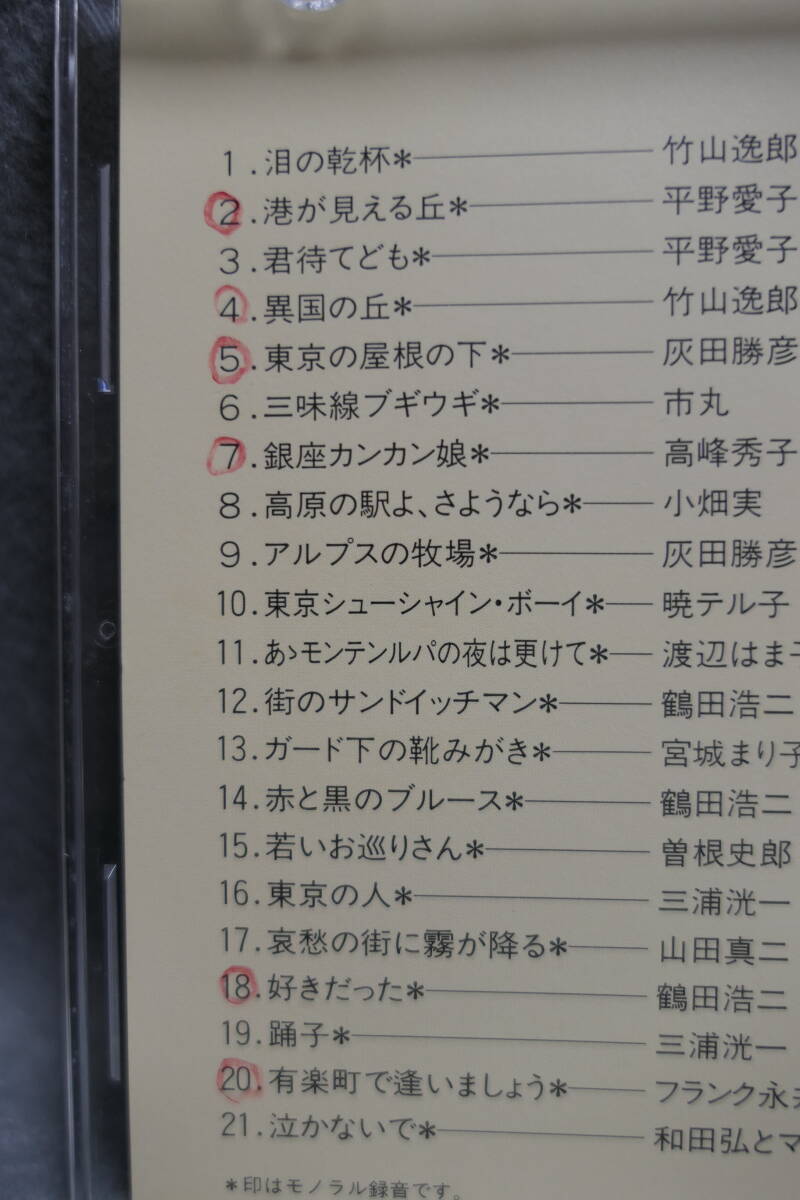 1.泪の乾杯*――竹山逸郎
2.港が見える丘*――平野愛子
3.君待てども*――平野愛子
4.異国の丘*――竹山逸郎
5.東京の屋根の下*――灰田勝彦
6.三味線ブギウギ*――市丸
7.銀座カンカン娘*――高峰秀子
8.高原の駅よ、さようなら*――小畑実
9.アルプスの牧場*――灰田勝彦
10.東京シューシャイン・ボーイ*――暁テル子
11.あゝモンテンルパの夜は更けて*――渡辺はま子
12.街のサンドイッチマン*――鶴田浩二
13.ガード下の靴みがき*――宮城まり子
14.赤と黒のブルース*――鶴田浩二
15.若いお巡りさん*――曽根史郎
16.東京の人*――三浦洸一
17.哀愁の街に霧が降る*――山田真二
18.好きだった*――鶴田浩二
19.踊子*――三浦洸一
20.有楽町で逢いましょう*――フランク永
21.泣かないで*――和田弘とマ
*印はモノラル録音です。